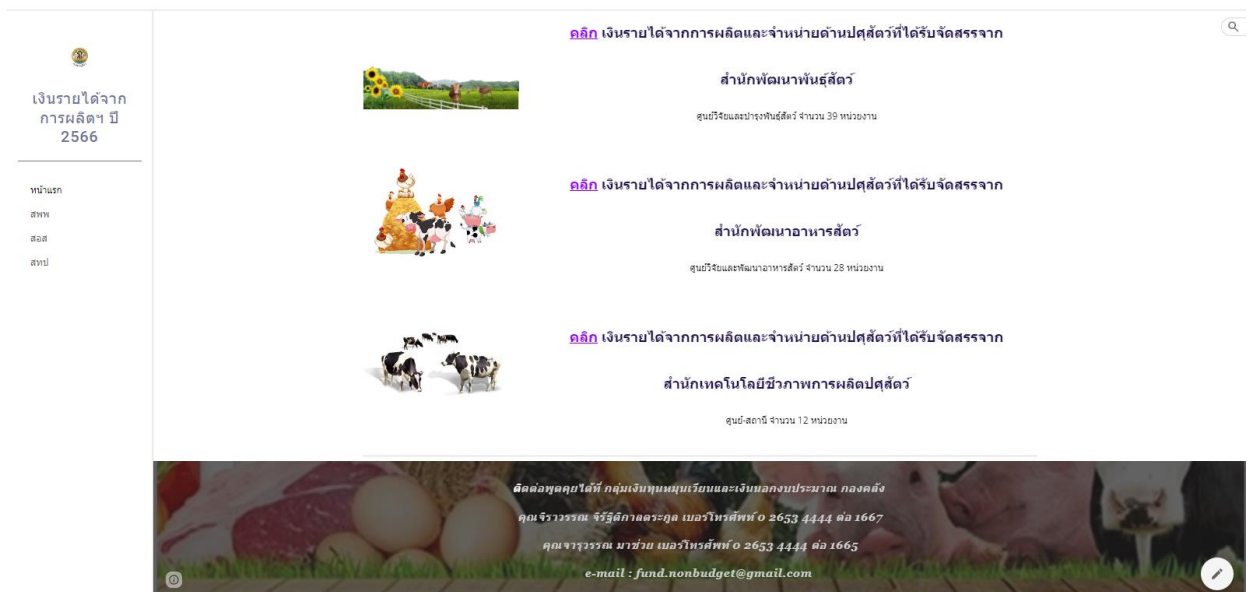 เงินรายได้จาก
การผลิตฯ ปี
2566
หน้าแรก
สพพ
สอส
สทป
คลิก เงินรายได้จากการผลิตและจำหน่ายด้านปศุสัตว์ที่ได้รับจัดสรรจาก
สำนักพัฒนาพันธุ์สัตว์
ศูนย์วิจัยและบำรุงพันธุ์สัตว์ จำนวน 39 หน่วยงาน
คลิก เงินรายได้จากการผลิตและจำหน่ายด้านปศุสัตว์ที่ได้รับจัดสรรจาก
สำนักพัฒนาอาหารสัตว์
ศูนย์วิจัยและพัฒนาอาหารสัตว์ จำนวน 28 หน่วยงาน
คลิก เงินรายได้จากการผลิตและจำหน่ายด้านปศุสัตว์ที่ได้รับจัดสรรจาก
สำนักเทคโนโลยีชีวภาพการผลิตปศุสัตว์
ศูนย์-สถานี จำนวน 12 หน่วยงาน
ติดต่อพูดคุยได้ที่ กลุ่มเงินทุนหมุนเวียนและเงินนอกงบประมาณ กองคลัง
คุณจิราวรรณ จิรัฐิติกาลตระกูล เบอร์โทรศัพท์ 0 2653 4444 ต่อ 1667
คุณจารุวรรณ มาช่วย เบอร์โทรศัพท์ 0 2653 4444 ต่อ 1665
e-mail : fund.nonbudget@gmail.com